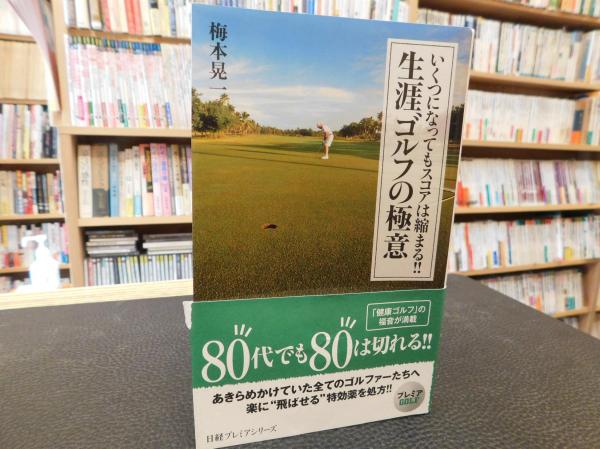 梅本晃一
いくつになってもスコアは縮まる!!
生涯ゴルフの極意
「健康ゴルフ」の
福音が満載
80代でも80は切れる!!
あきらめかけていた全てのゴルファーたちへ
楽に"飛ばせる"特効薬を処方!!
プレミア
GOLF
日経プレミアシリーズ